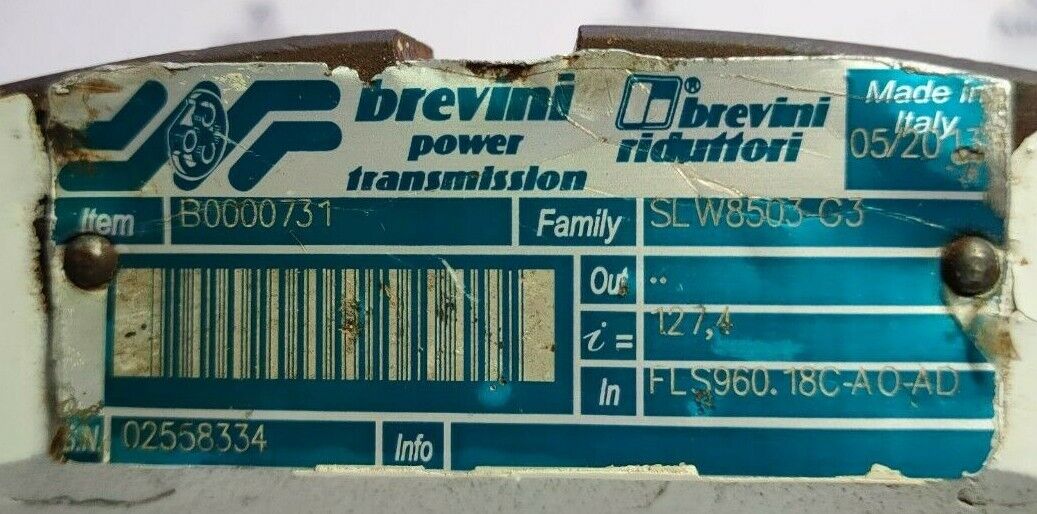 brevini
power
transmission
brevini
riduttori
®
Made in
Italy
05/2013
Item B0000731
Family SLW8503-G3
Out ..
i = 127,4
In FLS960.18C-AO-AD
S.N. 02558334
Info